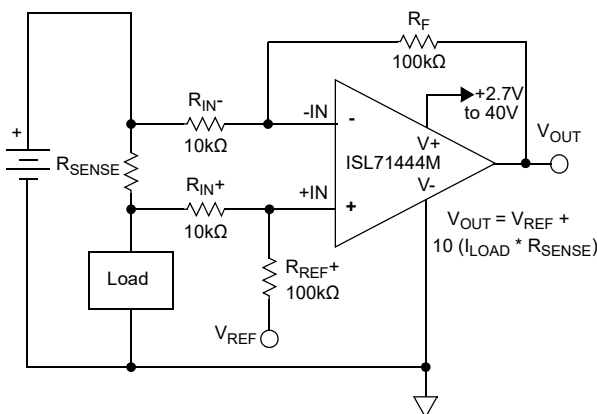 R_F
100kΩ
+2.7V
to 40V
R_IN-
10kΩ
-IN
-
V+
V_OUT
+
R_SENSE
ISL71444M
V-
R_IN+
10kΩ
+IN
+
V_OUT = V_REF +
10 (I_LOAD * R_SENSE)
Load
R_REF+
100kΩ
V_REF